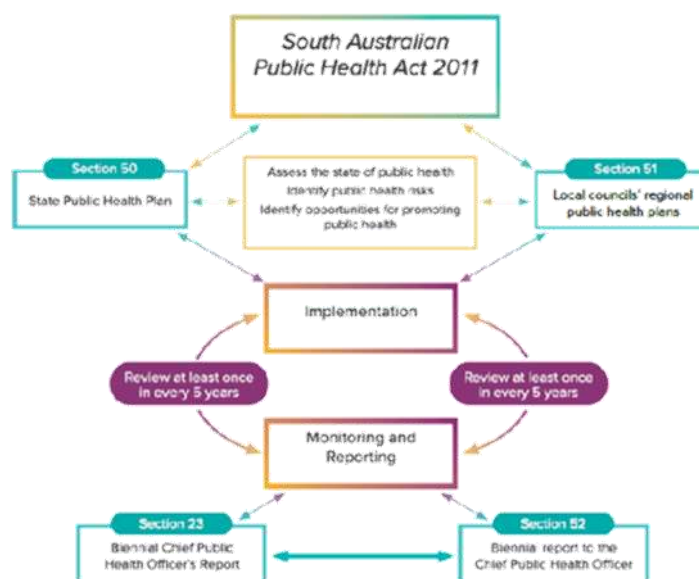 South Australian
Public Health Act 2011
Section 50
State Public Health Plan
Assess the state of public health
Identify public health risks
Identify opportunities for promoting
public health
Section 51
Local councils' regional
public health plans
Implementation
Review at least once
in every 5 years
Review at least once
in every 5 years
Monitoring and
Reporting
Section 23
Biennial Chief Public
Health Officer's Report
Section 52
Biennial report to the
Chief Public Health Officer